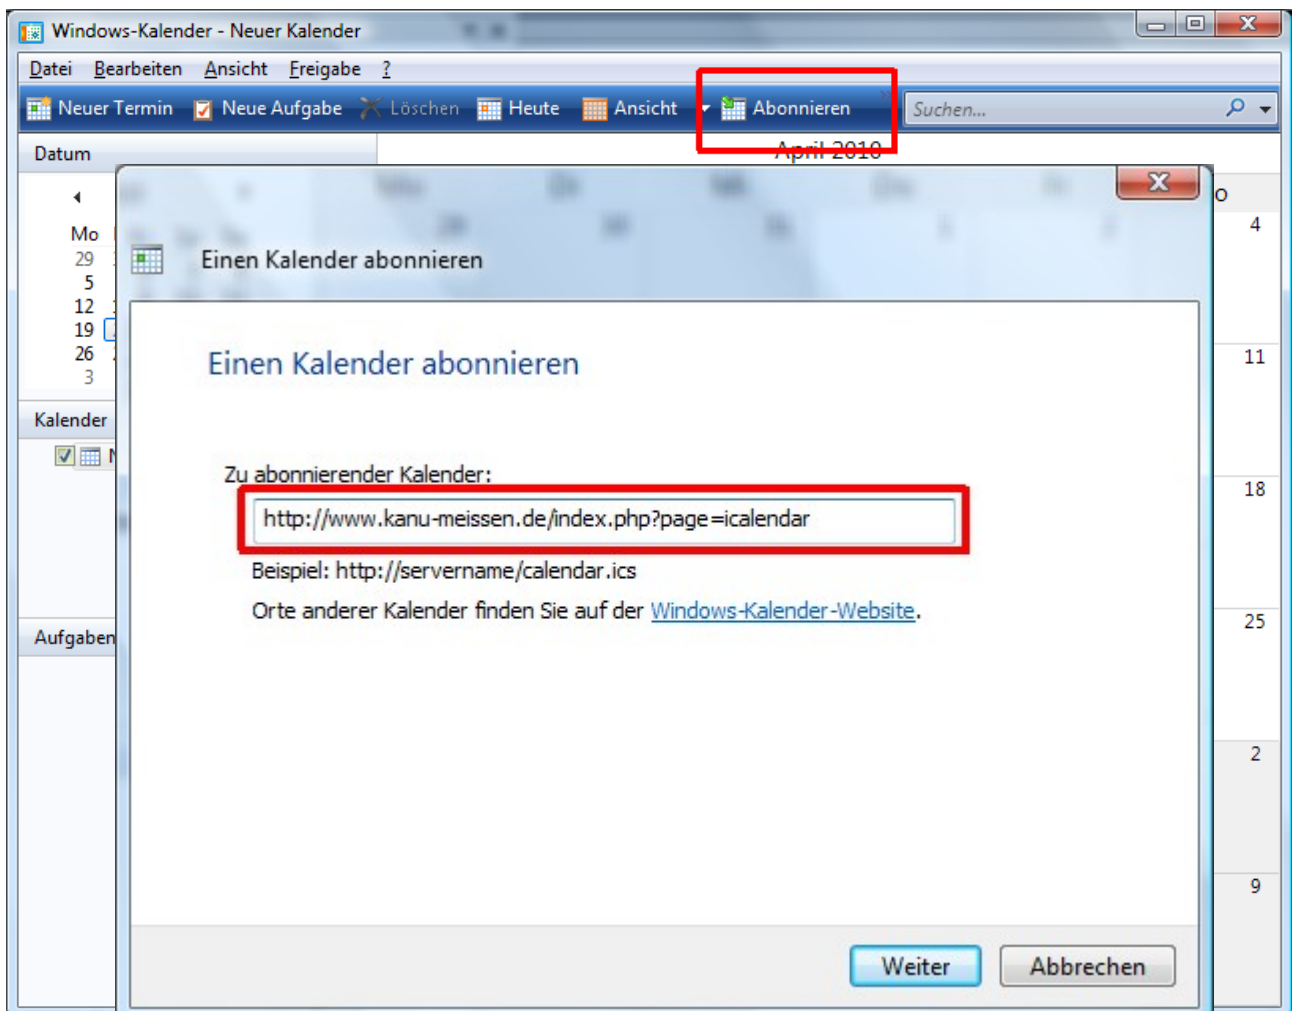 Windows-Kalender - Neuer Kalender
Datei Bearbeiten Ansicht Freigabe ?
Neuer Termin Neue Aufgabe Löschen Heute Ansicht Abonnieren Suchen...
Datum
April 2010
Mo
29
5
12
19
26
3
Kalender
N
Aufgaben
Einen Kalender abonnieren
Einen Kalender abonnieren
Zu abonnierender Kalender:
http://www.kanu-meissen.de/index.php?page=icalendar
Beispiel: http://servername/calendar.ics
Orte anderer Kalender finden Sie auf der Windows-Kalender-Website.
Weiter Abbrechen
o
4
11
18
25
2
9